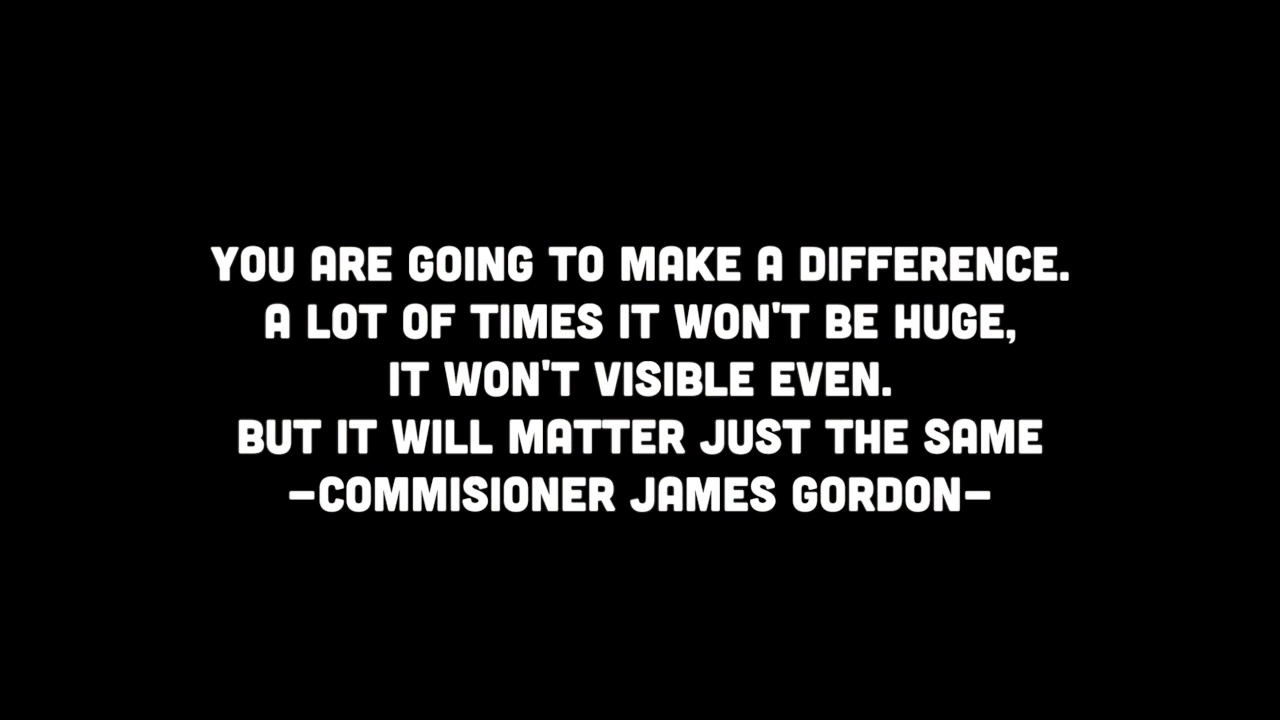 YOU ARE GOING TO MAKE A DIFFERENCE.
A LOT OF TIMES IT WON'T BE HUGE,
IT WON'T VISIBLE EVEN.
BUT IT WILL MATTER JUST THE SAME
-COMMISIONER JAMES GORDON-